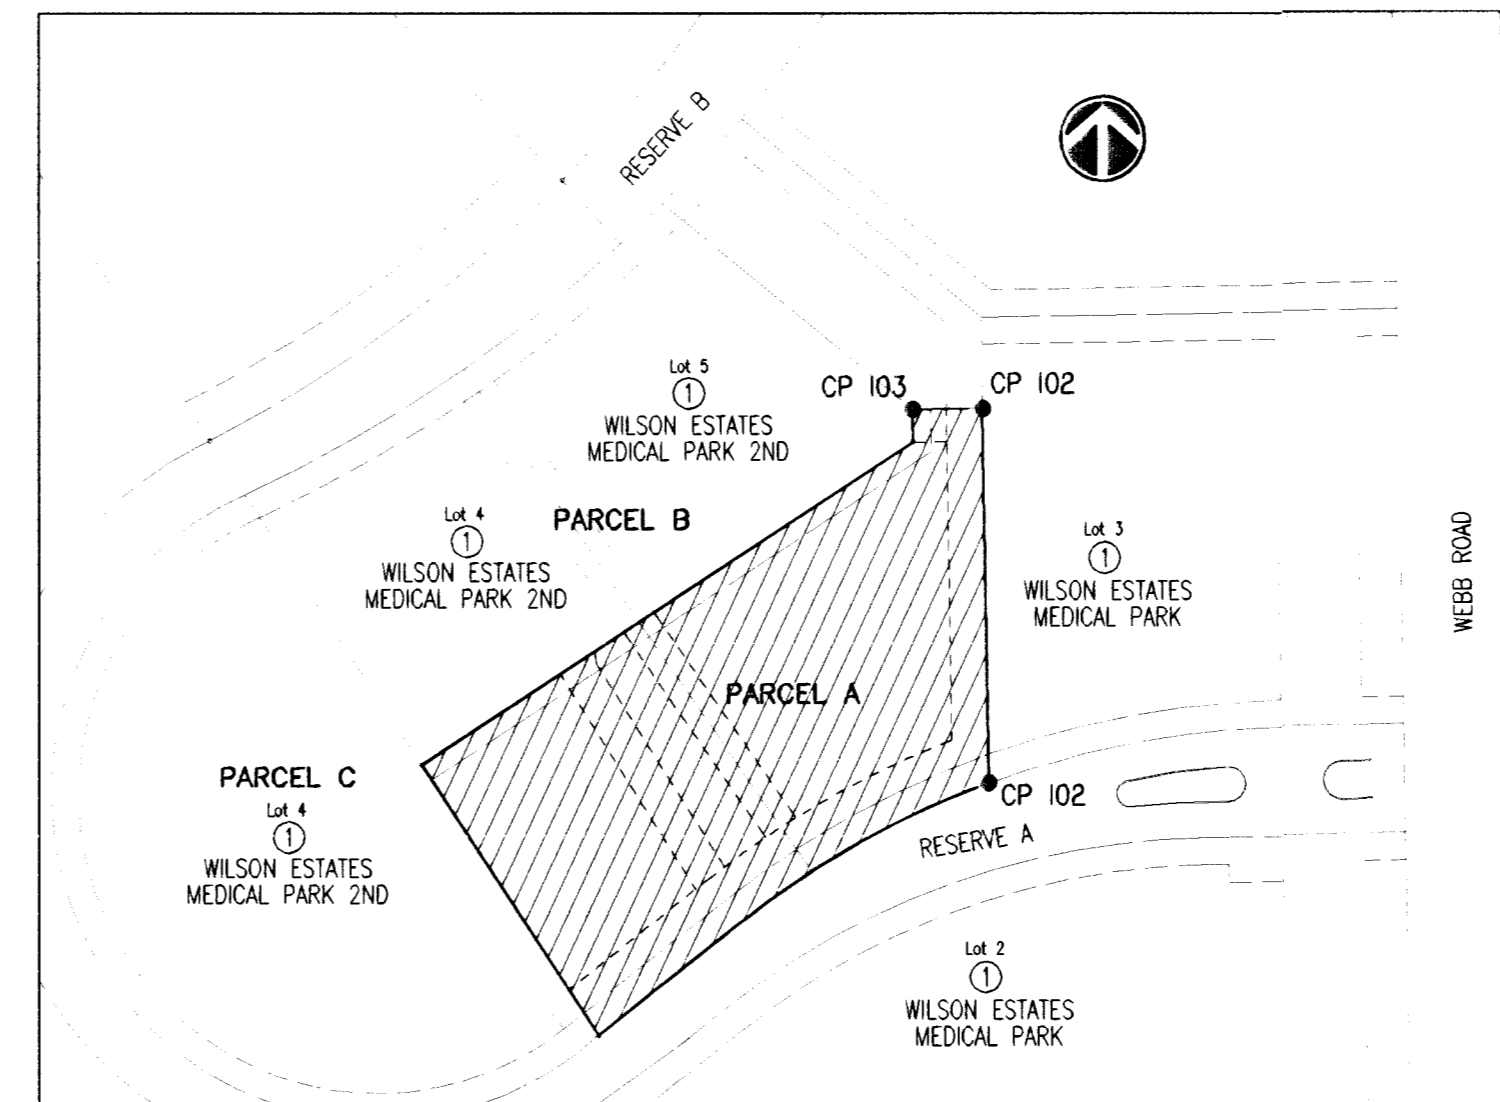 RESERVE B
Lot 5
1
WILSON ESTATES
MEDICAL PARK 2ND
CP 103
CP 102
Lot 4
1
WILSON ESTATES
MEDICAL PARK 2ND
PARCEL B
Lot 3
1
WILSON ESTATES
MEDICAL PARK
WEBB ROAD
PARCEL A
PARCEL C
Lot 4
1
WILSON ESTATES
MEDICAL PARK 2ND
CP 102
RESERVE A
Lot 2
1
WILSON ESTATES
MEDICAL PARK